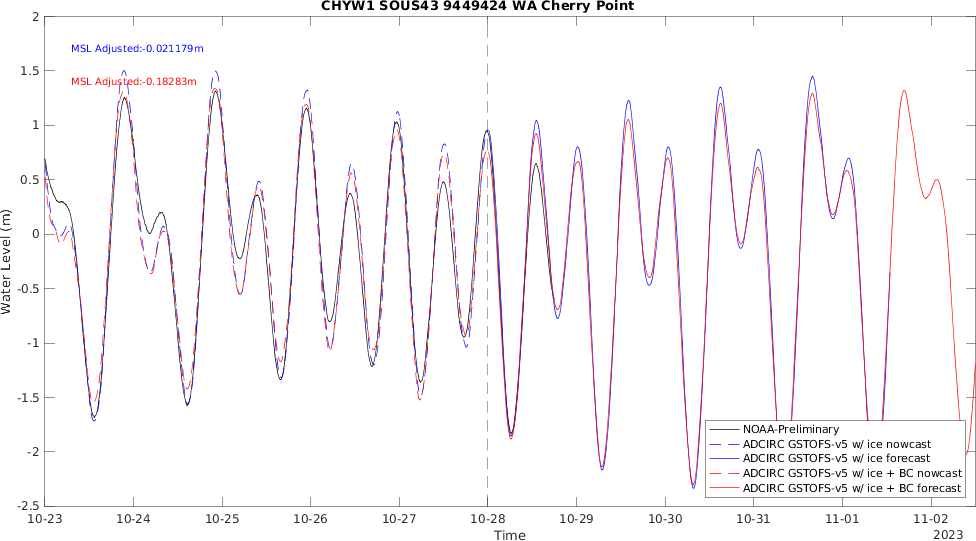 CHYW1 SOUS43 9449424 WA Cherry Point
2
1.5
1
0.5
0
-0.5
-1
-1.5
-2
-2.5
Water Level (m)
MSL Adjusted:-0.021179m
MSL Adjusted:-0.18283m
NOAA-Preliminary
ADCIRC GSTOFS-v5 w/ ice nowcast
ADCIRC GSTOFS-v5 w/ ice forecast
ADCIRC GSTOFS-v5 w/ ice + BC nowcast
ADCIRC GSTOFS-v5 w/ ice + BC forecast
10-23 10-24 10-25 10-26 10-27 10-28 10-29 10-30 10-31 11-01 11-02
Time
2023